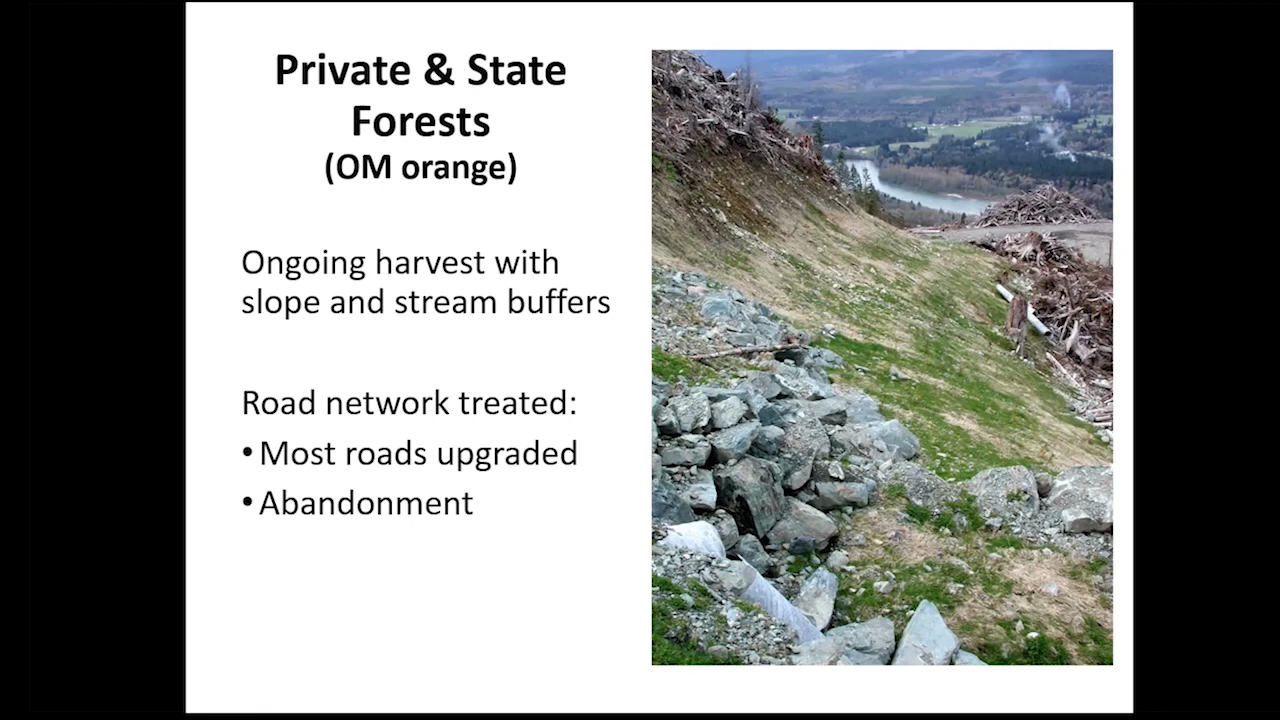 Private & State
Forests
(OM orange)
Ongoing harvest with
slope and stream buffers
Road network treated:
• Most roads upgraded
• Abandonment